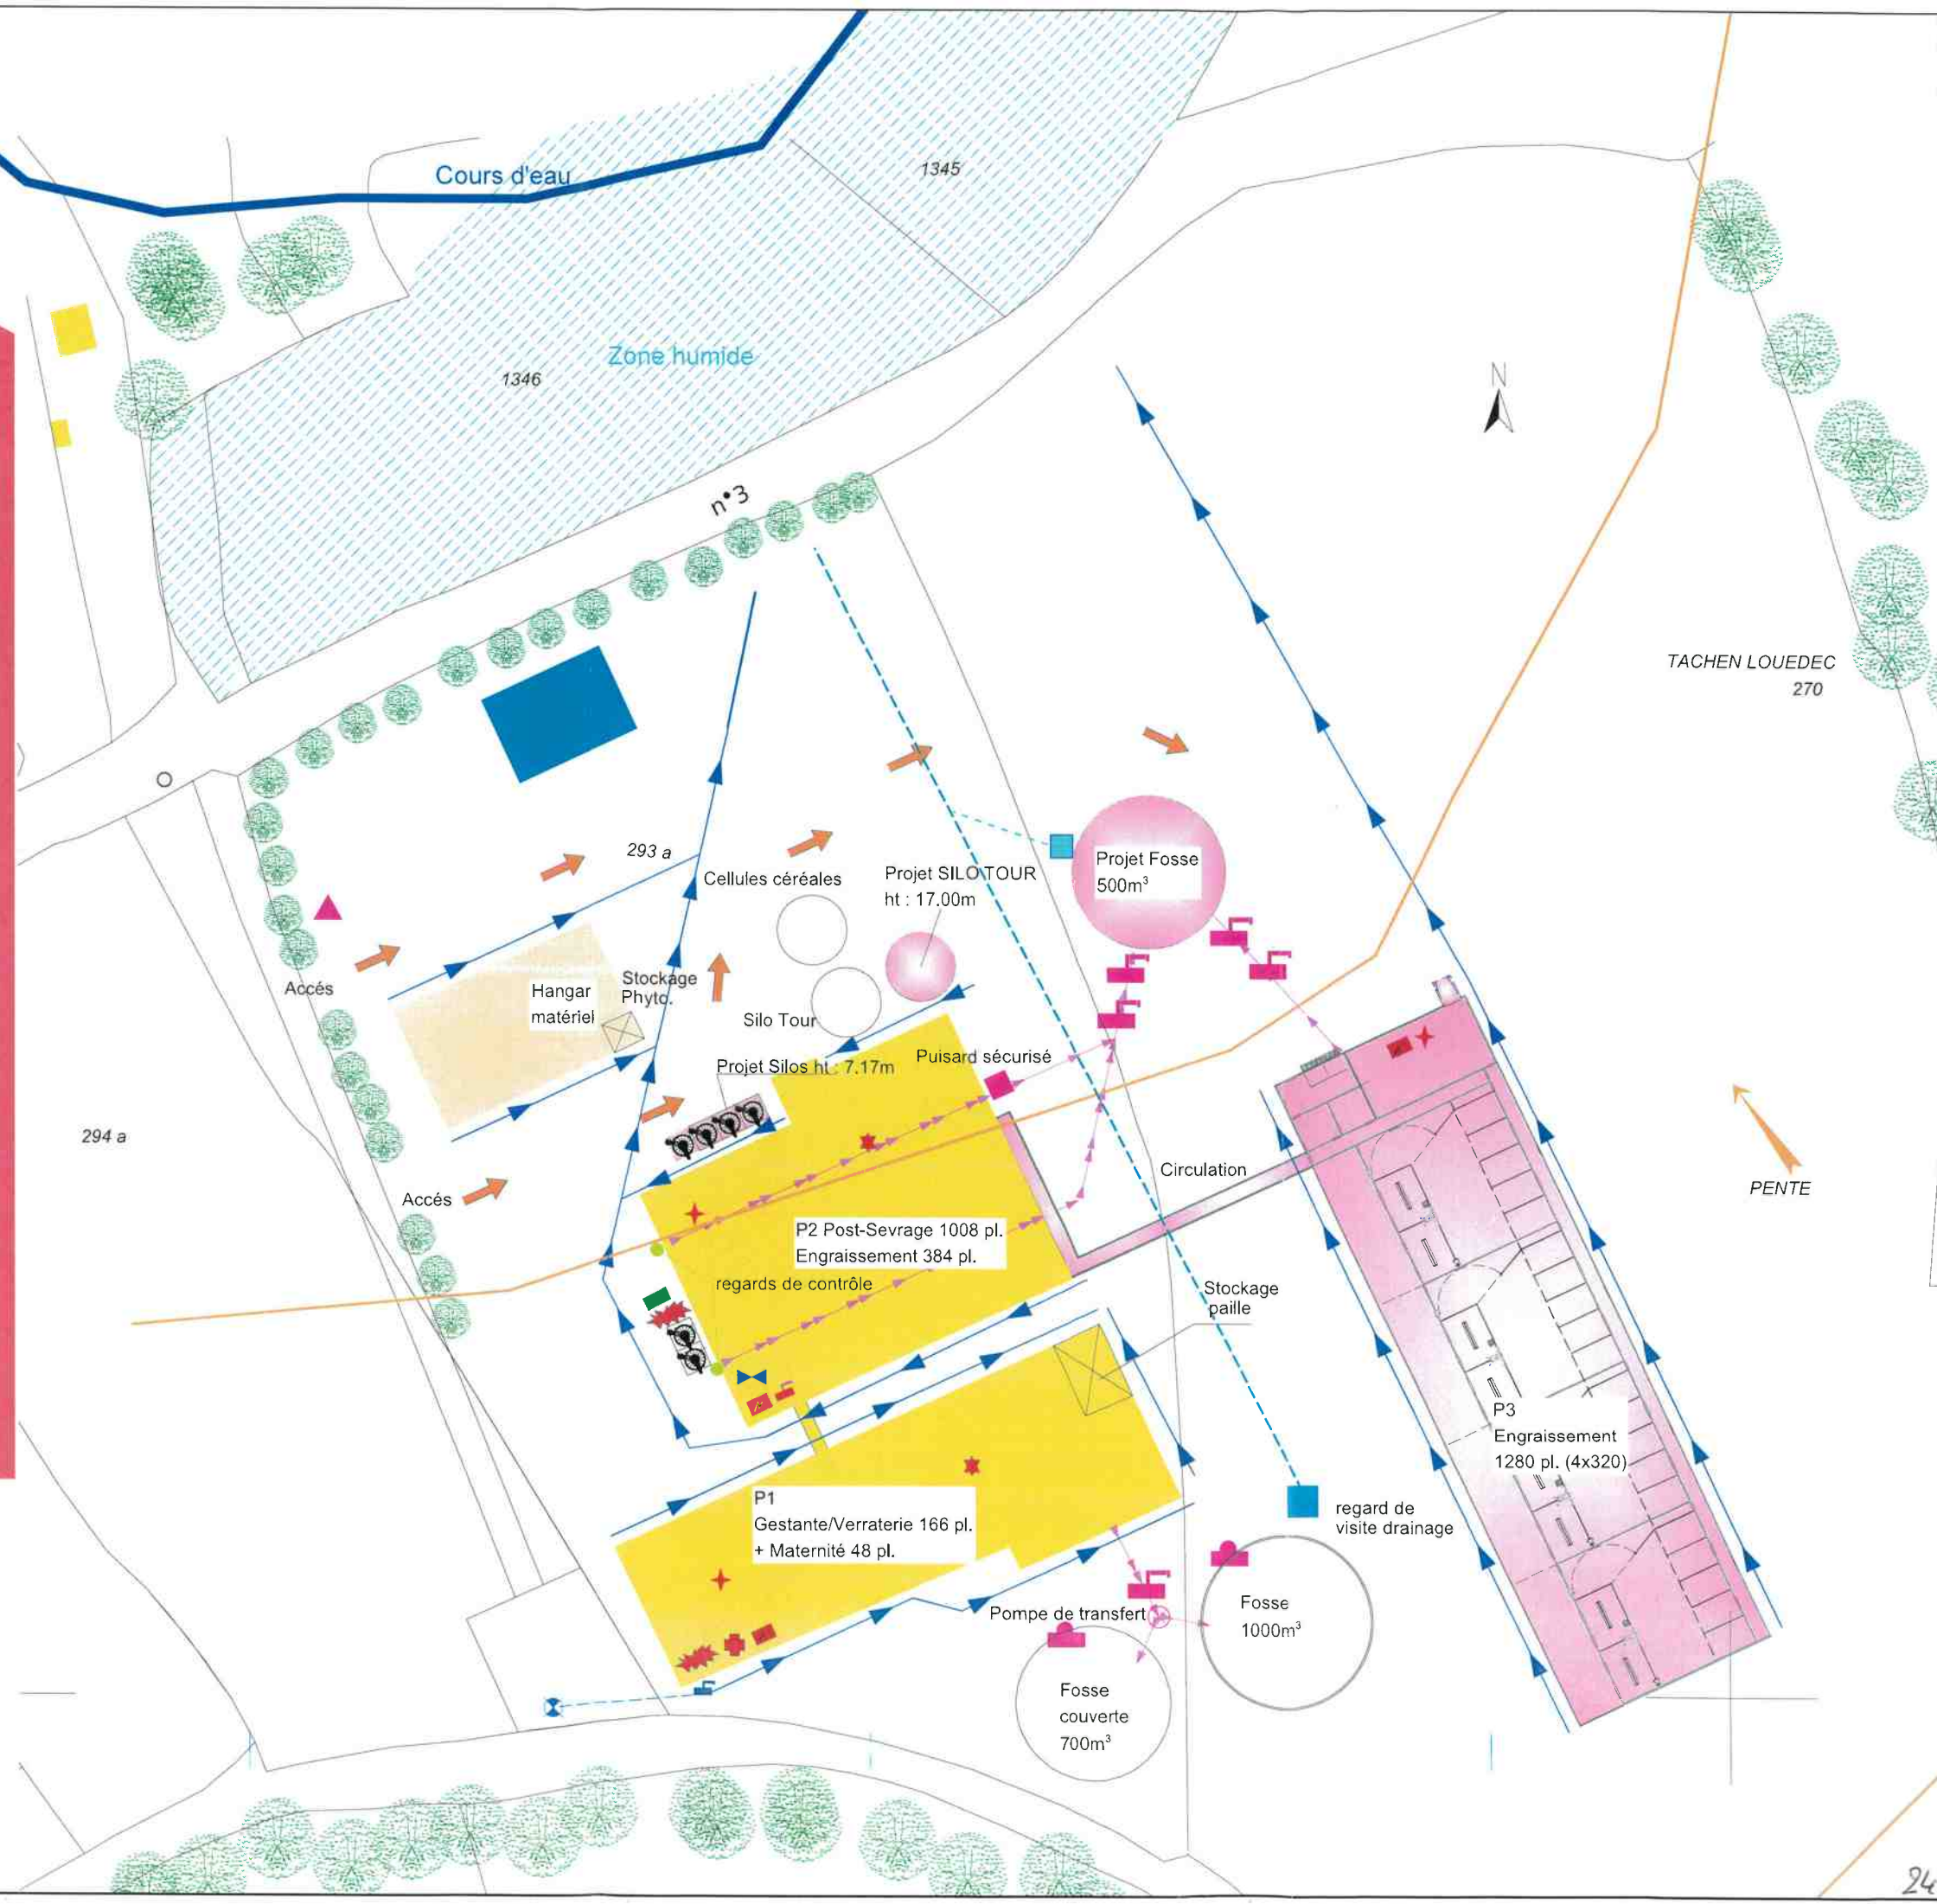 Cours d'eau
1345
Zone humide
1346
N
n°3
TACHEN LOUEDEC
270
293 a
Cellules céréales
Projet SILO TOUR
ht : 17.00m
Projet Fosse
500m³
Accés
Hangar
matériel
Stockage
Phyto.
Silo Tour
Puisard sécurisé
Projet Silos ht : 7.17m
294 a
Accés
Circulation
PENTE
P2 Post-Sevrage 1008 pl.
Engraissement 384 pl.
regards de contrôle
Stockage
paille
P3
Engraissement
1280 pl. (4x320)
P1
Gestante/Verraterie 166 pl.
+ Maternité 48 pl.
regard de
visite drainage
Pompe de transfert
Fosse
1000m³
Fosse
couverte
700m³
24